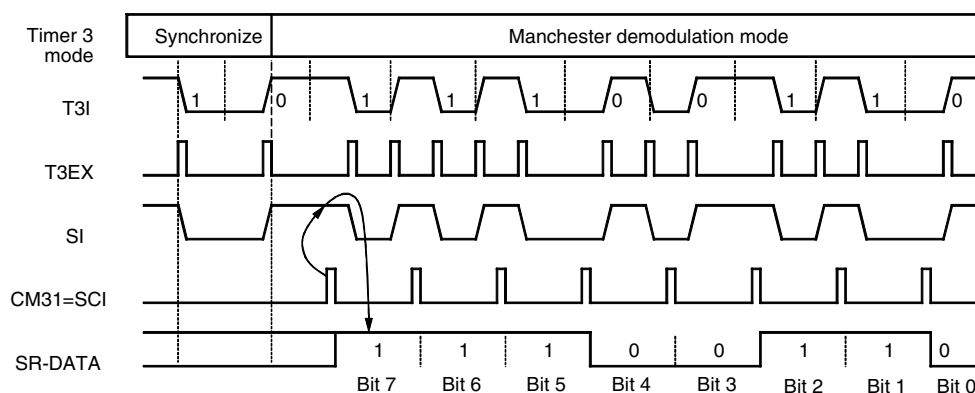 Timer 3 mode
Synchronize
Manchester demodulation mode
T3I
1 0 1 1 1 0 0 1 1 0
T3EX
SI
CM31=SCI
SR-DATA
1 1 1 0 0 1 1 0
Bit 7 Bit 6 Bit 5 Bit 4 Bit 3 Bit 2 Bit 1 Bit 0